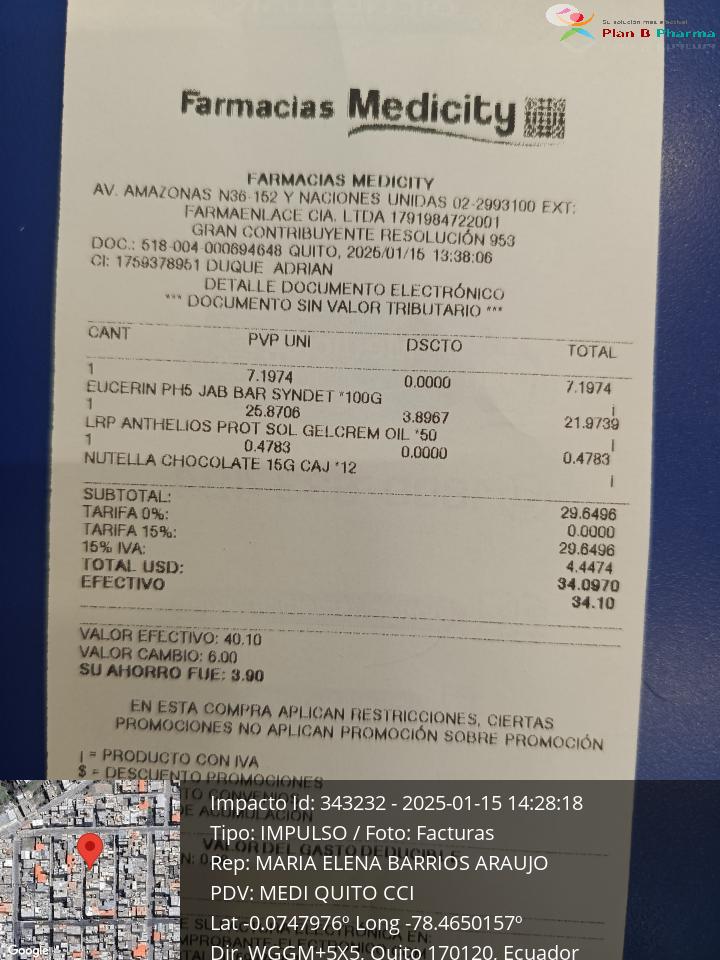 Su solución mas efectiva!
Plan B Pharma
Farmacias Medicity
FARMACIAS MEDICITY
AV. AMAZONAS N36-152 Y NACIONES UNIDAS 02-2993100 EXT:
FARMAENLACE CIA. LTDA 1791984722001
GRAN CONTRIBUYENTE RESOLUCIÓN 953
DOC.: 518-004-000694648 QUITO, 2025/01/15 13:38:06
CI: 1759378951 DUQUE ADRIAN
DETALLE DOCUMENTO ELECTRÓNICO
*** DOCUMENTO SIN VALOR TRIBUTARIO ***
CANT PVP UNI DSCTO TOTAL
1 7.1974 0.0000 7.1974
EUCERIN PH5 JAB BAR SYNDET *100G i
1 25.8706 3.8967 21.9739
LRP ANTHELIOS PROT SOL GELCREM OIL *50 i
1 0.4783 0.0000 0.4783
NUTELLA CHOCOLATE 15G CAJ *12 i
SUBTOTAL: 29.6496
TARIFA 0%: 0.0000
TARIFA 15%: 29.6496
15% IVA: 4.4474
TOTAL USD: 34.0970
EFECTIVO 34.10
VALOR EFECTIVO: 40.10
VALOR CAMBIO: 6.00
SU AHORRO FUE: 3.90
EN ESTA COMPRA APLICAN RESTRICCIONES, CIERTAS
PROMOCIONES NO APLICAN PROMOCIÓN SOBRE PROMOCIÓN
i = PRODUCTO CON IVA
$ = DESCUENTO PROMOCIONES
DE ACUMULACION
VALOR DEL GASTO DEDUCIBLE
Impacto Id: 343232 - 2025-01-15 14:28:18
Tipo: IMPULSO / Foto: Facturas
Rep: MARIA ELENA BARRIOS ARAUJO
PDV: MEDI QUITO CCI
Lat -0.0747976º Long -78.4650157º
Dir. WGGM+5X5, Quito 170120, Ecuador
Google